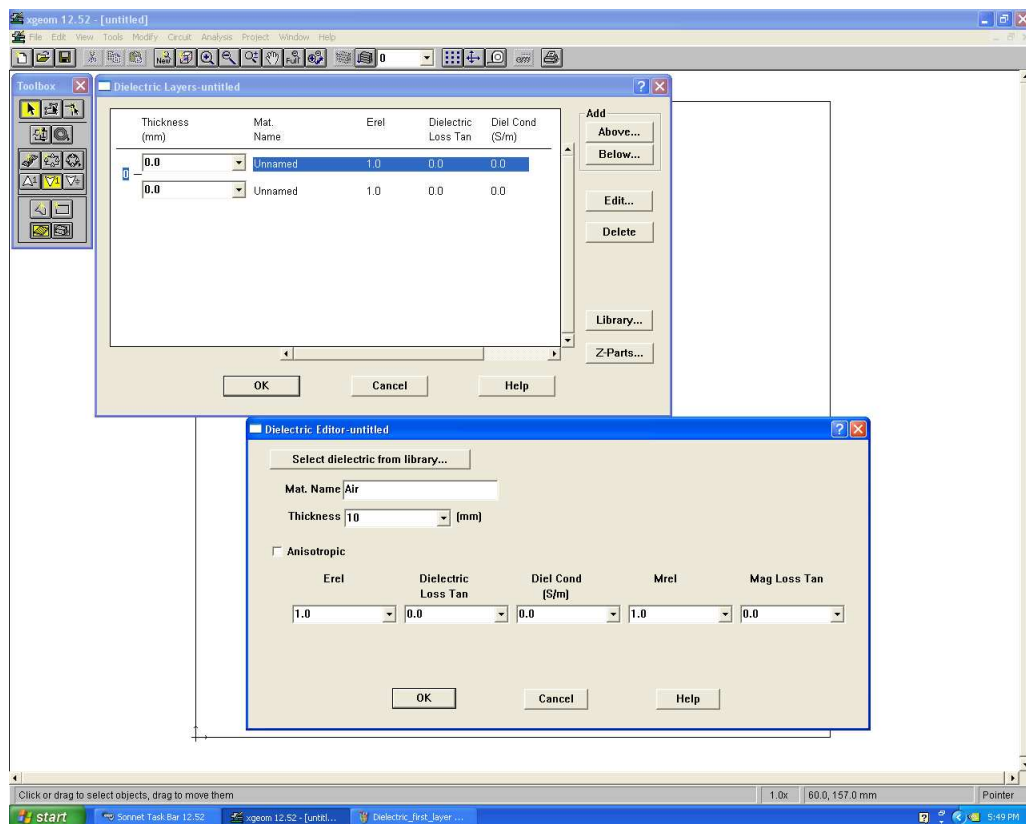 xgeom 12.52 - [untitled]
File Edit View Tools Modify Circuit Analysis Project Window Help
New Full 0 em
Toolbox
Dielectric Layers-untitled
Thickness (mm) Mat. Name Erel Dielectric Loss Tan Diel Cond (S/m)
0.0 Unnamed 1.0 0.0 0.0
0
0.0 Unnamed 1.0 0.0 0.0
Add
Above...
Below...
Edit...
Delete
Library...
Z-Parts...
OK Cancel Help
Dielectric Editor-untitled
Select dielectric from library...
Mat. Name Air
Thickness 10 (mm)
Anisotropic
Erel Dielectric Loss Tan Diel Cond (S/m) Mrel Mag Loss Tan
1.0 0.0 0.0 1.0 0.0
OK Cancel Help
Click or drag to select objects, drag to move them 1.0x 60.0, 157.0 mm Pointer
start Sonnet Task Bar 12.52 xgeom 12.52 - [untitl... Dielectric_first_layer ... 5:49 PM